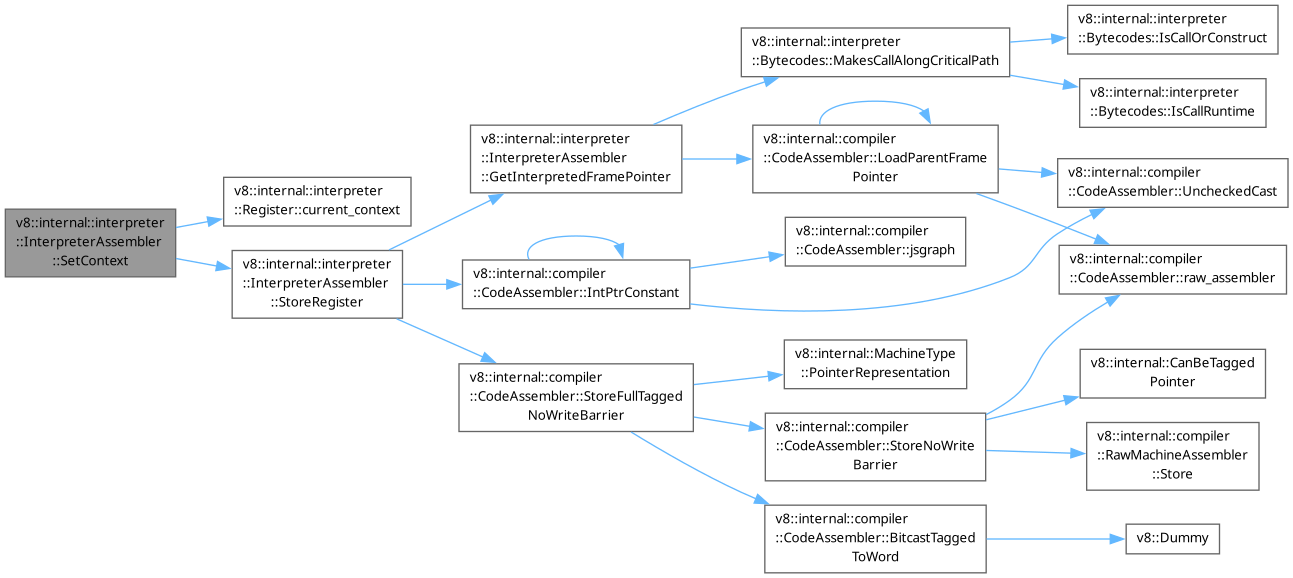 v8::internal::interpreter
::InterpreterAssembler
::SetContext
v8::internal::interpreter
::Register::current_context
v8::internal::interpreter
::InterpreterAssembler
::StoreRegister
v8::internal::interpreter
::InterpreterAssembler
::GetInterpretedFramePointer
v8::internal::compiler
::CodeAssembler::IntPtrConstant
v8::internal::compiler
::CodeAssembler::StoreFullTagged
NoWriteBarrier
v8::internal::interpreter
::Bytecodes::MakesCallAlongCriticalPath
v8::internal::compiler
::CodeAssembler::LoadParentFrame
Pointer
v8::internal::compiler
::CodeAssembler::jsgraph
v8::internal::MachineType
::PointerRepresentation
v8::internal::compiler
::CodeAssembler::StoreNoWrite
Barrier
v8::internal::compiler
::CodeAssembler::BitcastTagged
ToWord
v8::internal::interpreter
::Bytecodes::IsCallOrConstruct
v8::internal::interpreter
::Bytecodes::IsCallRuntime
v8::internal::compiler
::CodeAssembler::UncheckedCast
v8::internal::compiler
::CodeAssembler::raw_assembler
v8::internal::CanBeTagged
Pointer
v8::internal::compiler
::RawMachineAssembler
::Store
v8::Dummy